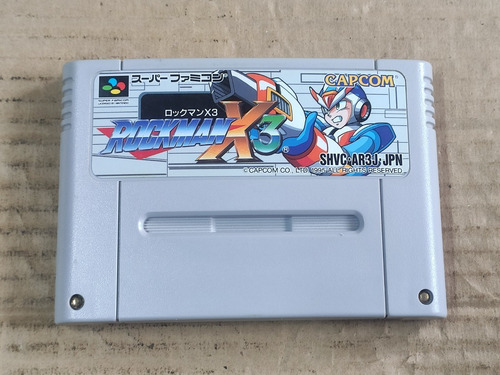 スーパーファミコン
CAPCOM
ロックマンX3
ROCKMAN X3
SHVC-AR3J-JPN
© CAPCOM CO., LTD. 1995 ALL RIGHTS RESERVED